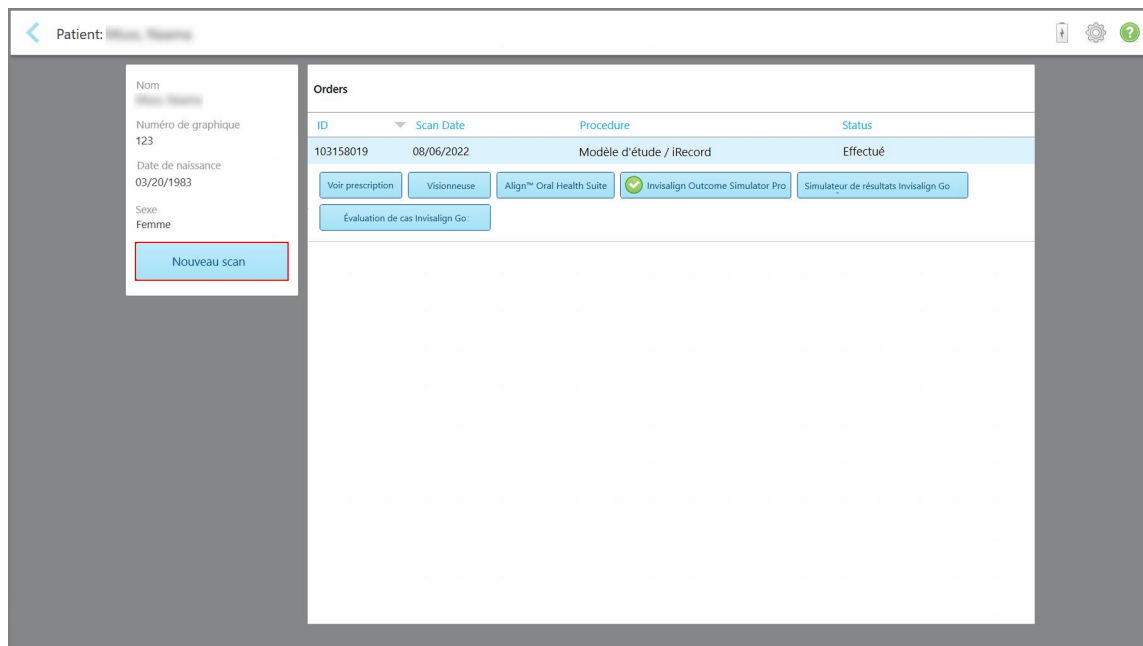 Patient:
Nom
Numéro de graphique
123
Date de naissance
03/20/1983
Sexe
Femme
Nouveau scan
Orders
ID Scan Date Procedure Status
103158019 08/06/2022 Modèle d'étude / iRecord Effectué
Voir prescription Visionneuse Align™ Oral Health Suite Invisalign Outcome Simulator Pro Simulateur de résultats Invisalign Go
Évaluation de cas Invisalign Go: